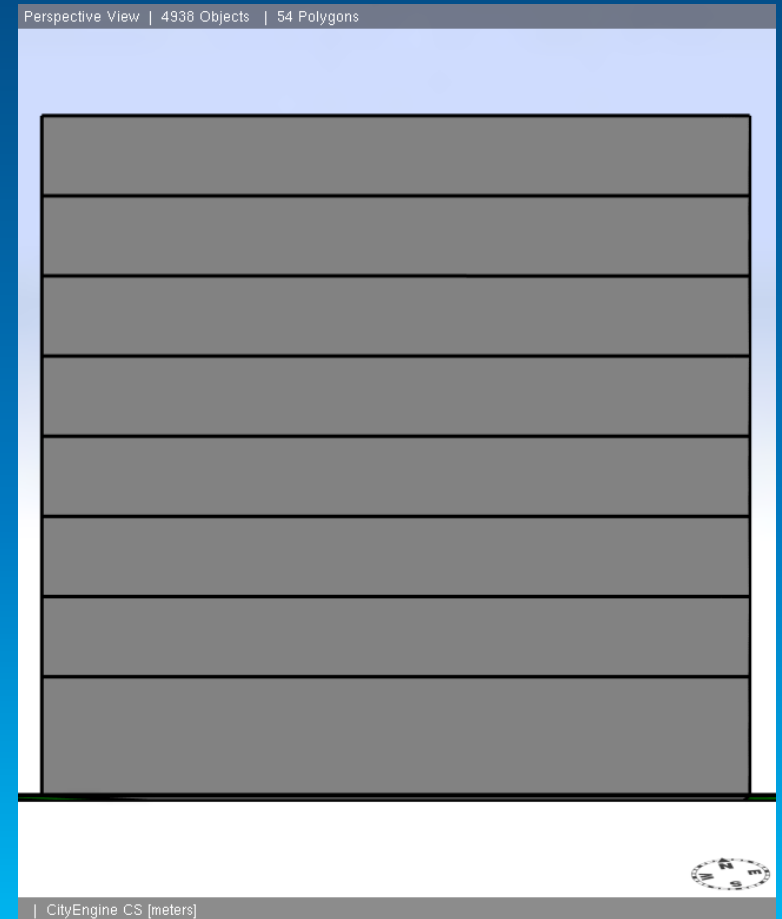 Perspective View | 4938 Objects | 54 Polygons
N
W E
S
| CityEngine CS [meters]